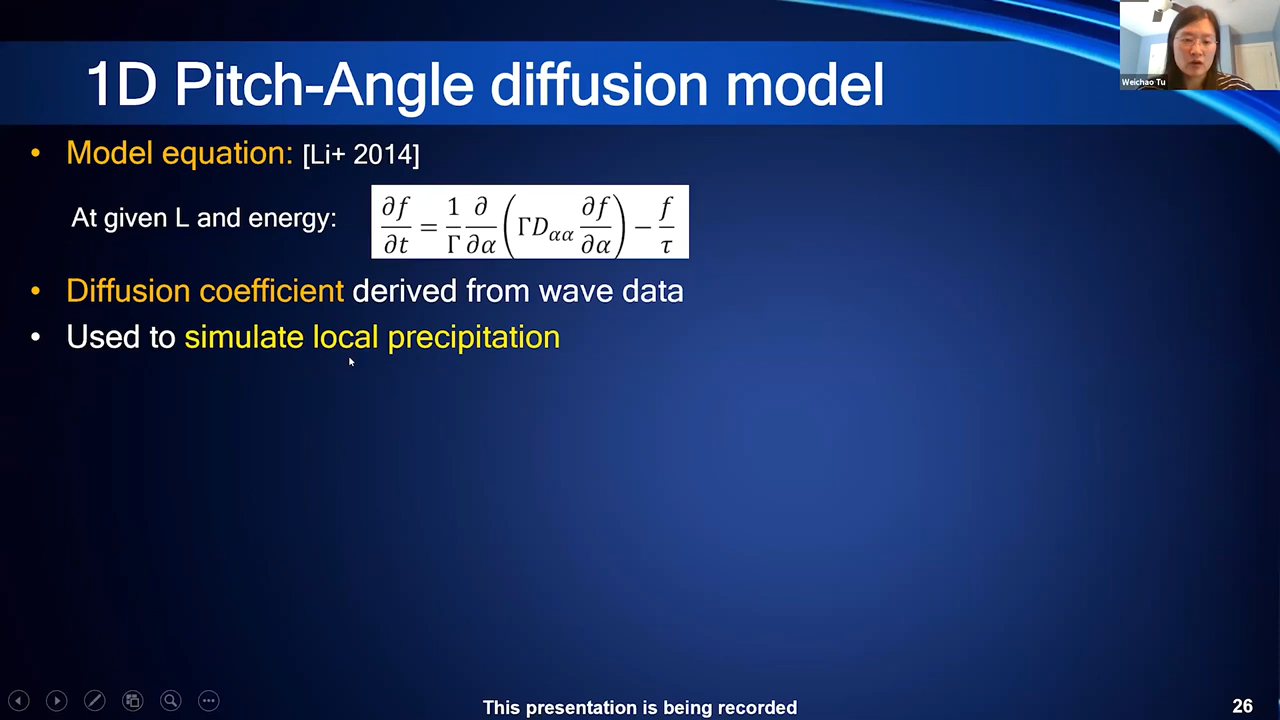 1D Pitch-Angle diffusion model
Weichao Tu
• Model equation: [Li+ 2014]
At given L and energy:
∂f/∂t = 1/Γ ∂/∂α (ΓD_αα ∂f/∂α) − f/τ
• Diffusion coefficient derived from wave data
• Used to simulate local precipitation
This presentation is being recorded
26